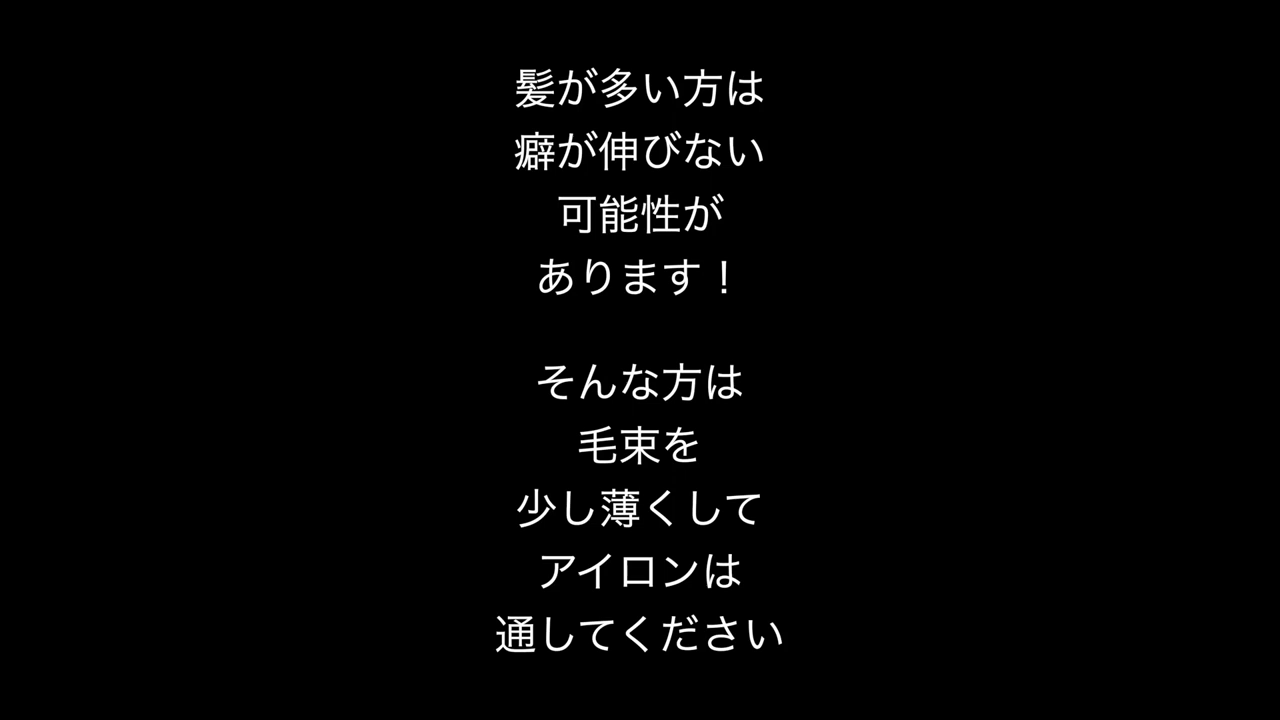 髪が多い方は
癖が伸びない
可能性が
あります！
そんな方は
毛束を
少し薄くして
アイロンは
通してください